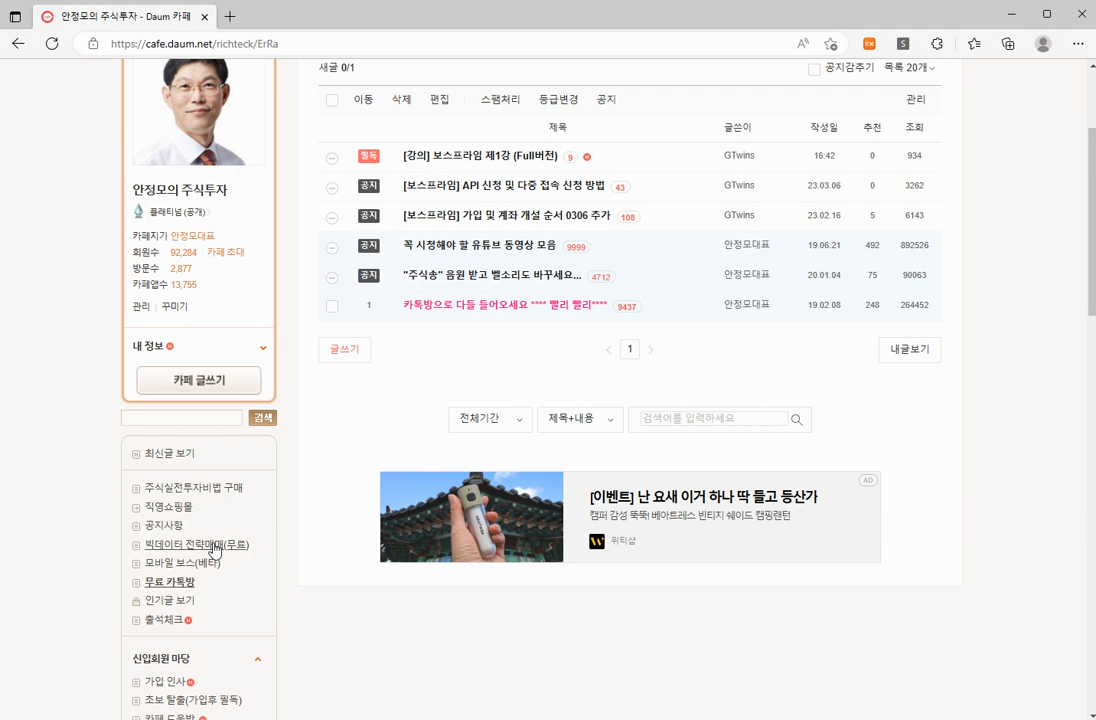 안정모의 주식투자 - Daum 카페
https://cafe.daum.net/richteck/ErRa
새글 0/1
공지감추기 목록 20개
이동 삭제 편집 스팸처리 등급변경 공지 관리
제목 글쓴이 작성일 추천 조회
필독 [강의] 보스프라임 제1강 (Full버전) 9 N GTwins 16:42 0 934
공지 [보스프라임] API 신청 및 다중 접속 신청 방법 43 GTwins 23.03.06 0 3262
공지 [보스프라임] 가입 및 계좌 개설 순서 0306 추가 108 GTwins 23.02.16 5 6143
공지 꼭 시청해야 할 유튜브 동영상 모음 9999 안정모대표 19.06.21 492 892526
공지 "주식송" 음원 받고 벨소리도 바꾸세요... 4712 안정모대표 20.01.04 75 90063
1 카톡방으로 다들 들어오세요 **** 빨리 빨리**** 9437 안정모대표 19.02.08 248 264452
글쓰기 1 내글보기
전체기간 제목+내용 검색어를 입력하세요
AD
[이벤트] 난 요새 이거 하나 딱 들고 등산가
캠퍼 감성 뚝뚝! 베아트레스 빈티지 쉐이드 캠핑랜턴
위티샵
안정모의 주식투자
플래티넘 (공개)
카페지기 안정모대표
회원수 92,284 카페 초대
방문수 2,877
카페앱수 13,755
관리 꾸미기
내 정보 N
카페 글쓰기
검색
최신글 보기
주식실전투자비법 구매
직영쇼핑몰
공지사항
빅데이터 전략매매(무료)
모바일 보스(베타)
무료 카톡방
인기글 보기
출석체크 N
신입회원 마당
가입 인사 N
초보 탈출(가입후 필독)
카페 도움방 N